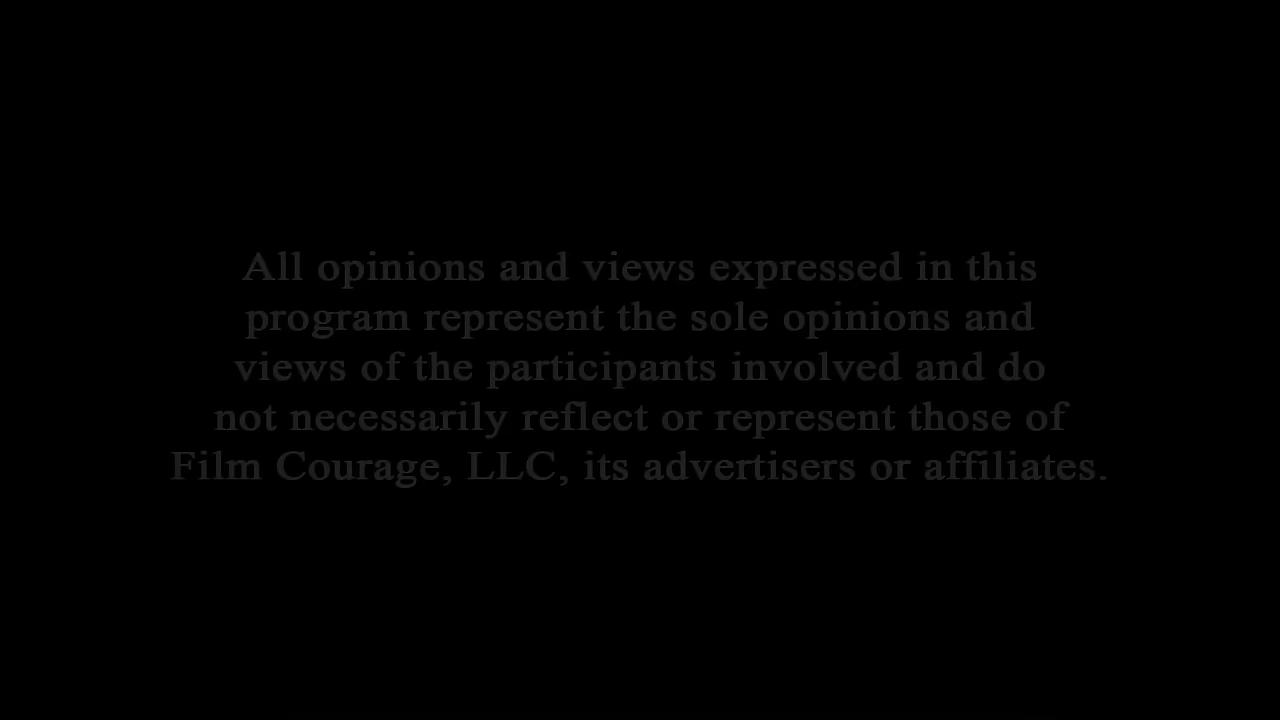 All opinions and views expressed in this
program represent the sole opinions and
views of the participants involved and do
not necessarily reflect or represent those of
Film Courage, LLC, its advertisers or affiliates.